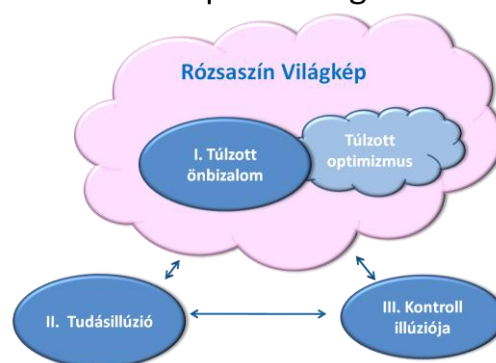 Rózsaszín Világkép
I. Túlzott
önbizalom
Túlzott
optimizmus
II. Tudásillúzió
III. Kontroll
illúziója